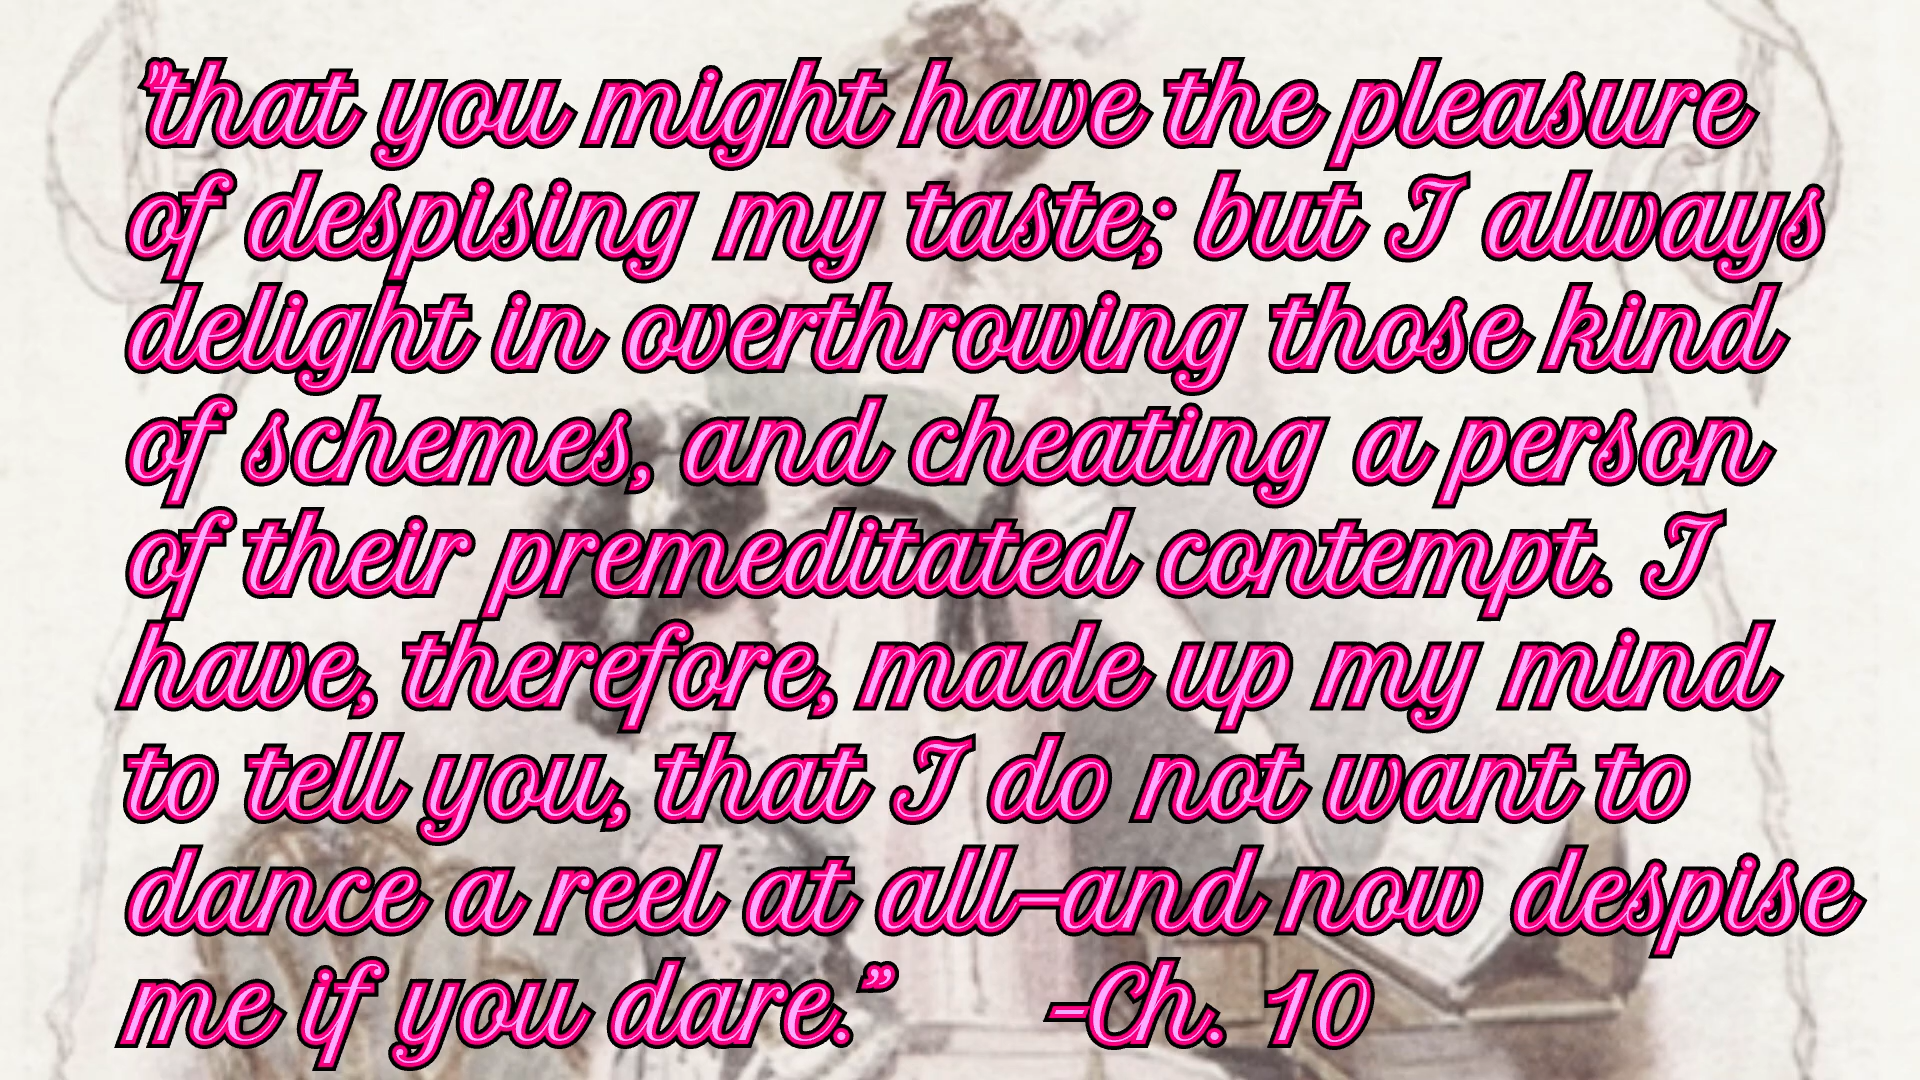 "that you might have the pleasure
of despising my taste; but I always
delight in overthrowing those kind
of schemes, and cheating a person
of their premeditated contempt. I
have, therefore, made up my mind
to tell you, that I do not want to
dance a reel at all—and now despise
me if you dare.” -Ch. 10